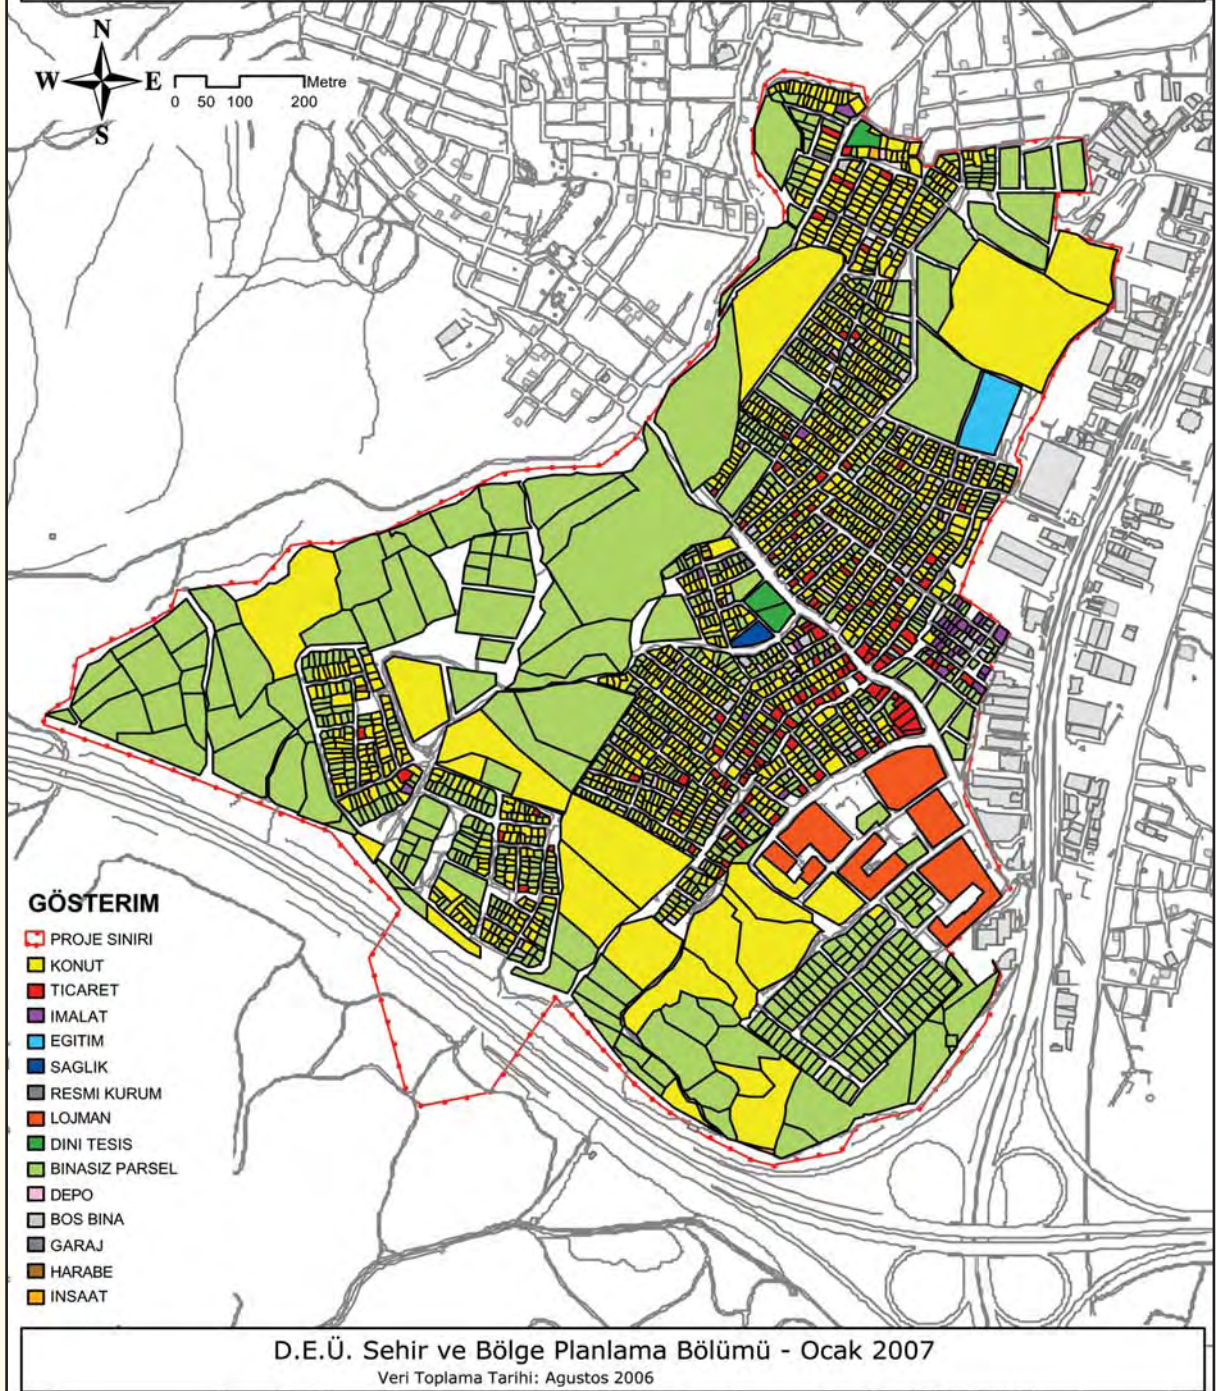 N
W E
S
Metre
0 50 100 200
GÖSTERIM
PROJE SINIRI
KONUT
TICARET
IMALAT
EGITIM
SAGLIK
RESMI KURUM
LOJMAN
DINI TESIS
BINASIZ PARSEL
DEPO
BOS BINA
GARAJ
HARABE
INSAAT
D.E.Ü. Sehir ve Bölge Planlama Bölümü - Ocak 2007
Veri Toplama Tarihi: Agustos 2006